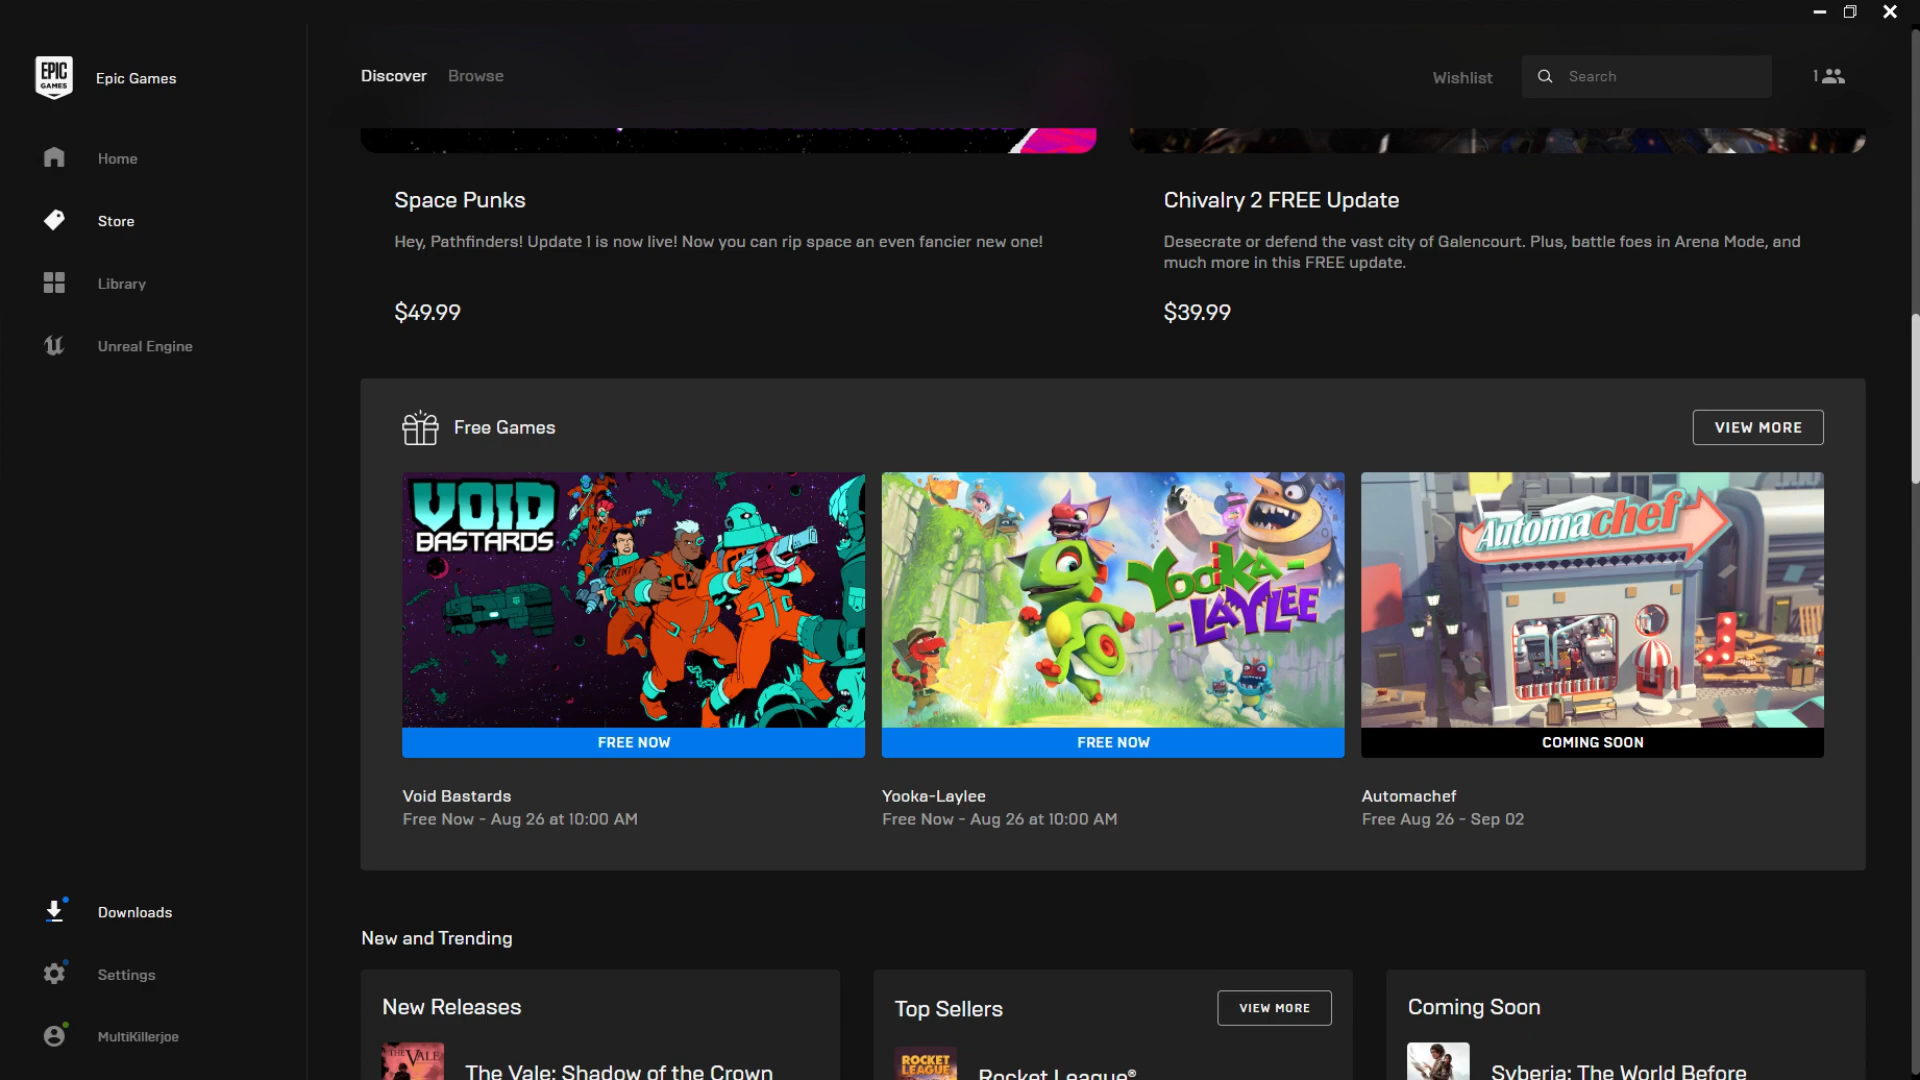 EPIC
GAMES
Epic Games
Discover
Browse
Wishlist
Search
1
Home
Store
Library
Unreal Engine
Space Punks
Hey, Pathfinders! Update 1 is now live! Now you can rip space an even fancier new one!
$49.99
Chivalry 2 FREE Update
Desecrate or defend the vast city of Galencourt. Plus, battle foes in Arena Mode, and
much more in this FREE update.
$39.99
Free Games
VIEW MORE
VOID
BASTARDS
YOOKA-
-LAYLEE
Automachef
FREE NOW
FREE NOW
COMING SOON
Void Bastards
Free Now - Aug 26 at 10:00 AM
Yooka-Laylee
Free Now - Aug 26 at 10:00 AM
Automachef
Free Aug 26 - Sep 02
Downloads
Settings
MultiKillerjoe
New and Trending
New Releases
THE VALE
The Vale: Shadow of the Crown
Top Sellers
VIEW MORE
ROCKET
LEAGUE
Rocket League®
Coming Soon
Syberia: The World Before